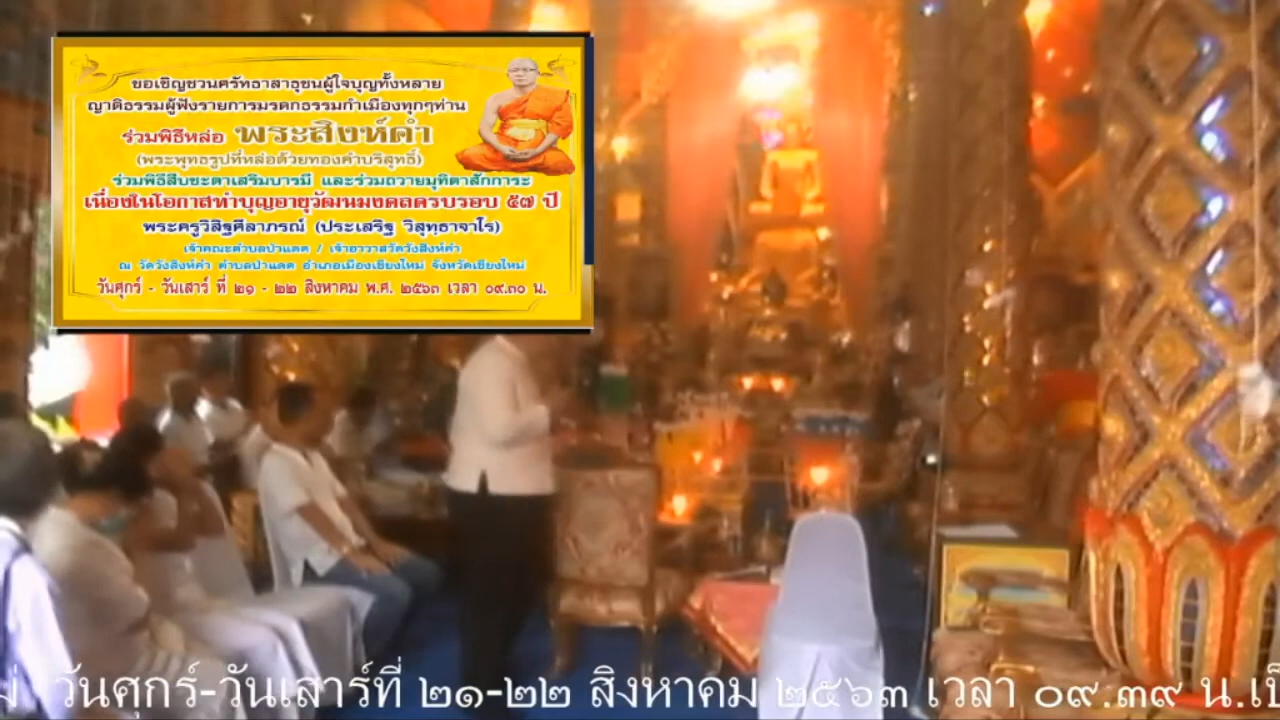 ขอเชิญชวนศรัทธาสาธุชนผู้ใจบุญทั้งหลาย
ญาติธรรมผู้ฟังรายการมรดกธรรมกำเมืองทุกๆท่าน
ร่วมพิธีหล่อ พระสิงห์คำ
(พระพุทธรูปที่หล่อด้วยทองคำบริสุทธิ์)
ร่วมพิธีสืบชะตาเสริมบารมี และร่วมถวายมุทิตาสักการะ
เนื่องในโอกาสทำบุญอายุวัฒนมงคลครบรอบ ๕๗ ปี
พระครูวิสิฐศีลาภรณ์ (ประเสริฐ วิสุทฺธาจาโร)
เจ้าคณะตำบลป่าแดด / เจ้าอาวาสวัดวังสิงห์คำ
ณ วัดวังสิงห์คำ ตำบลป่าแดด อำเภอเมืองเชียงใหม่ จังหวัดเชียงใหม่
วันศุกร์ - วันเสาร์ ที่ ๒๑ - ๒๒ สิงหาคม พ.ศ. ๒๕๖๓ เวลา ๐๙.๓๐ น.
วันศุกร์-วันเสาร์ที่ ๒๑-๒๒ สิงหาคม ๒๕๖๓ เวลา ๐๙.๓๙ น.